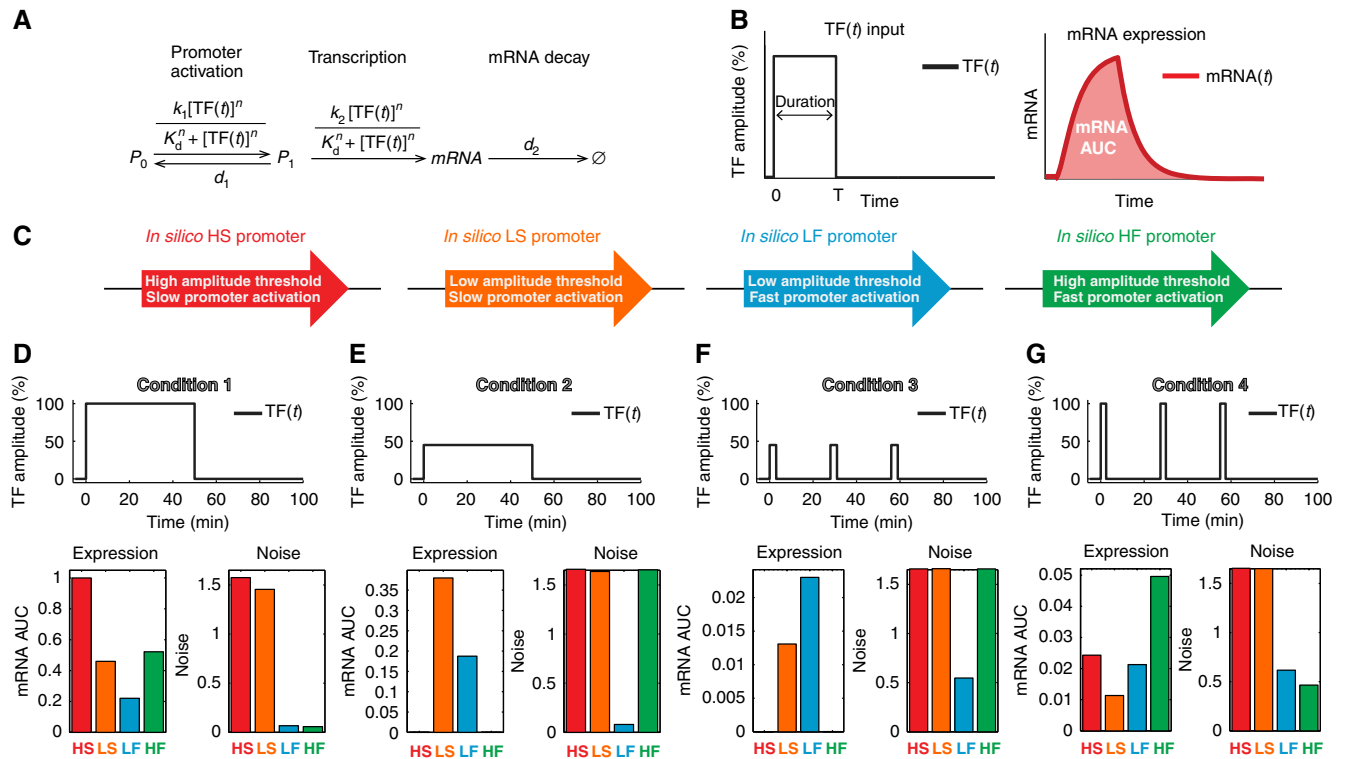 A
Promoter activation
Transcription
mRNA decay
k₁[TF(t)]ⁿ
K_dⁿ + [TF(t)]ⁿ
k₂ [TF(t)]ⁿ
K_dⁿ + [TF(t)]ⁿ
P₀
P₁
mRNA
d₂
∅
d₁
B
TF(t) input
TF(t)
TF amplitude (%)
Duration
0
T
Time
mRNA expression
mRNA(t)
mRNA
mRNA
AUC
Time
C
In silico HS promoter
High amplitude threshold
Slow promoter activation
In silico LS promoter
Low amplitude threshold
Slow promoter activation
In silico LF promoter
Low amplitude threshold
Fast promoter activation
In silico HF promoter
High amplitude threshold
Fast promoter activation
D
Condition 1
TF(t)
TF amplitude (%)
100
50
0
0 20 40 60 80 100
Time (min)
Expression
mRNA AUC
1
0.8
0.6
0.4
0.2
HS LS LF HF
Noise
Noise
1.5
1
0.5
0
HS LS LF HF
E
Condition 2
TF(t)
TF amplitude (%)
100
50
0
0 20 40 60 80 100
Time (min)
Expression
mRNA AUC
0.35
0.3
0.25
0.2
0.15
0.1
0.05
0
HS LS LF HF
Noise
Noise
1.5
1
0.5
0
HS LS LF HF
F
Condition 3
TF(t)
TF amplitude (%)
100
50
0
0 20 40 60 80 100
Time (min)
Expression
mRNA AUC
0.02
0.015
0.01
0.005
0
HS LS LF HF
Noise
Noise
1.5
1
0.5
0
HS LS LF HF
G
Condition 4
TF(t)
TF amplitude (%)
100
50
0
0 20 40 60 80 100
Time (min)
Expression
mRNA AUC
0.05
0.04
0.03
0.02
0.01
0
HS LS LF HF
Noise
Noise
1.5
1
0.5
0
HS LS LF HF